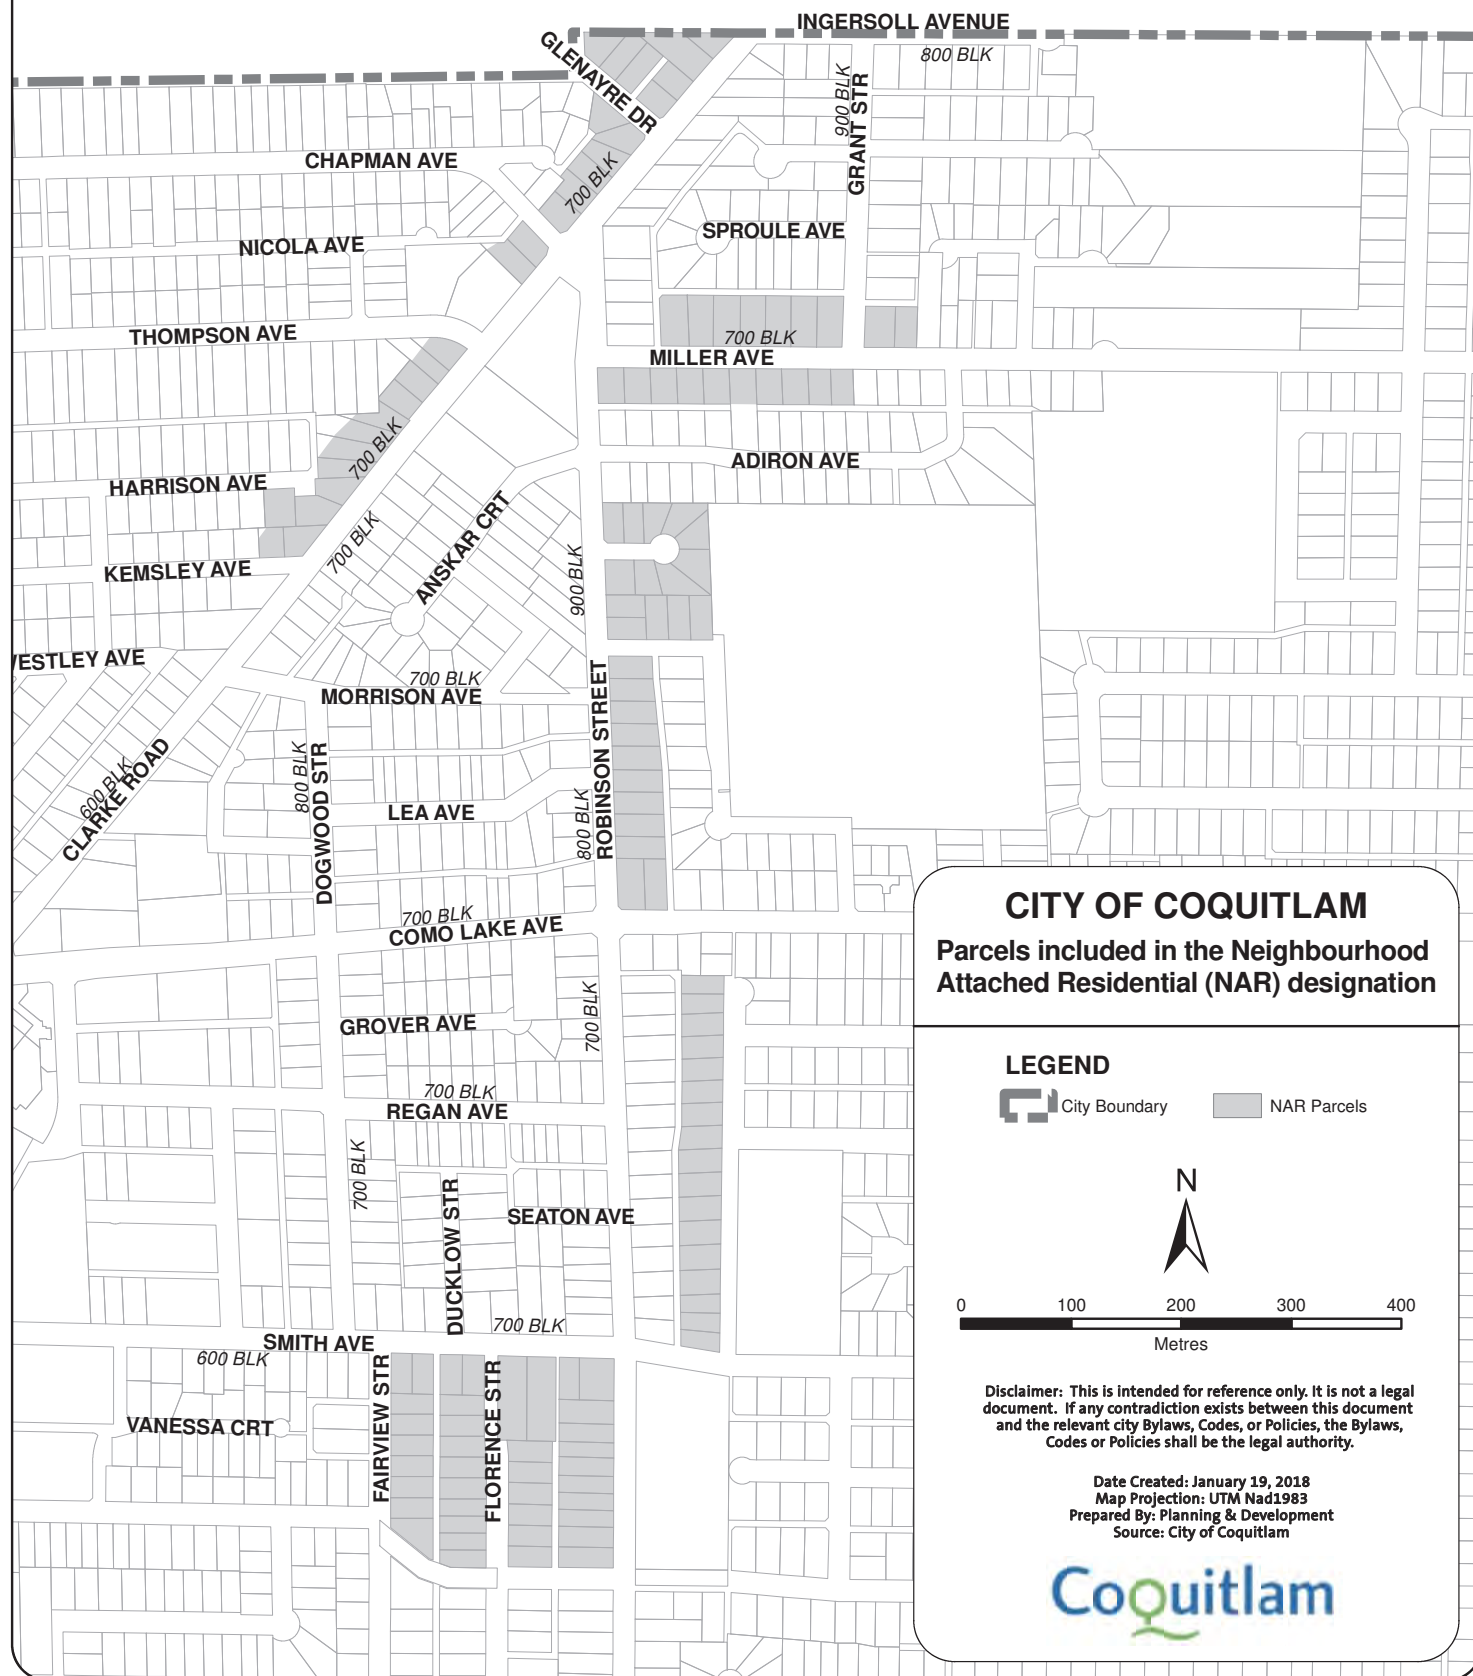 INGERSOLL AVENUE
GLENAYRE DR
800 BLK
900 BLK
GRANT STR
CHAPMAN AVE
700 BLK
NICOLA AVE
SPROULE AVE
THOMPSON AVE
700 BLK
MILLER AVE
700 BLK
HARRISON AVE
ADIRON AVE
700 BLK
ANSKAR CRT
900 BLK
KEMSLEY AVE
ESTLEY AVE
700 BLK
MORRISON AVE
ROBINSON STREET
600 BLK
CLARKE ROAD
800 BLK
DOGWOOD STR
LEA AVE
800 BLK
700 BLK
COMO LAKE AVE
GROVER AVE
700 BLK
700 BLK
REGAN AVE
700 BLK
DUCKLOW STR
SEATON AVE
700 BLK
SMITH AVE
600 BLK
FAIRVIEW STR
FLORENCE STR
VANESSA CRT
CITY OF COQUITLAM
Parcels included in the Neighbourhood
Attached Residential (NAR) designation
LEGEND
City Boundary
NAR Parcels
N
0 100 200 300 400
Metres
Disclaimer: This is intended for reference only. It is not a legal
document. If any contradiction exists between this document
and the relevant city Bylaws, Codes, or Policies, the Bylaws,
Codes or Policies shall be the legal authority.
Date Created: January 19, 2018
Map Projection: UTM Nad1983
Prepared By: Planning & Development
Source: City of Coquitlam
Coquitlam